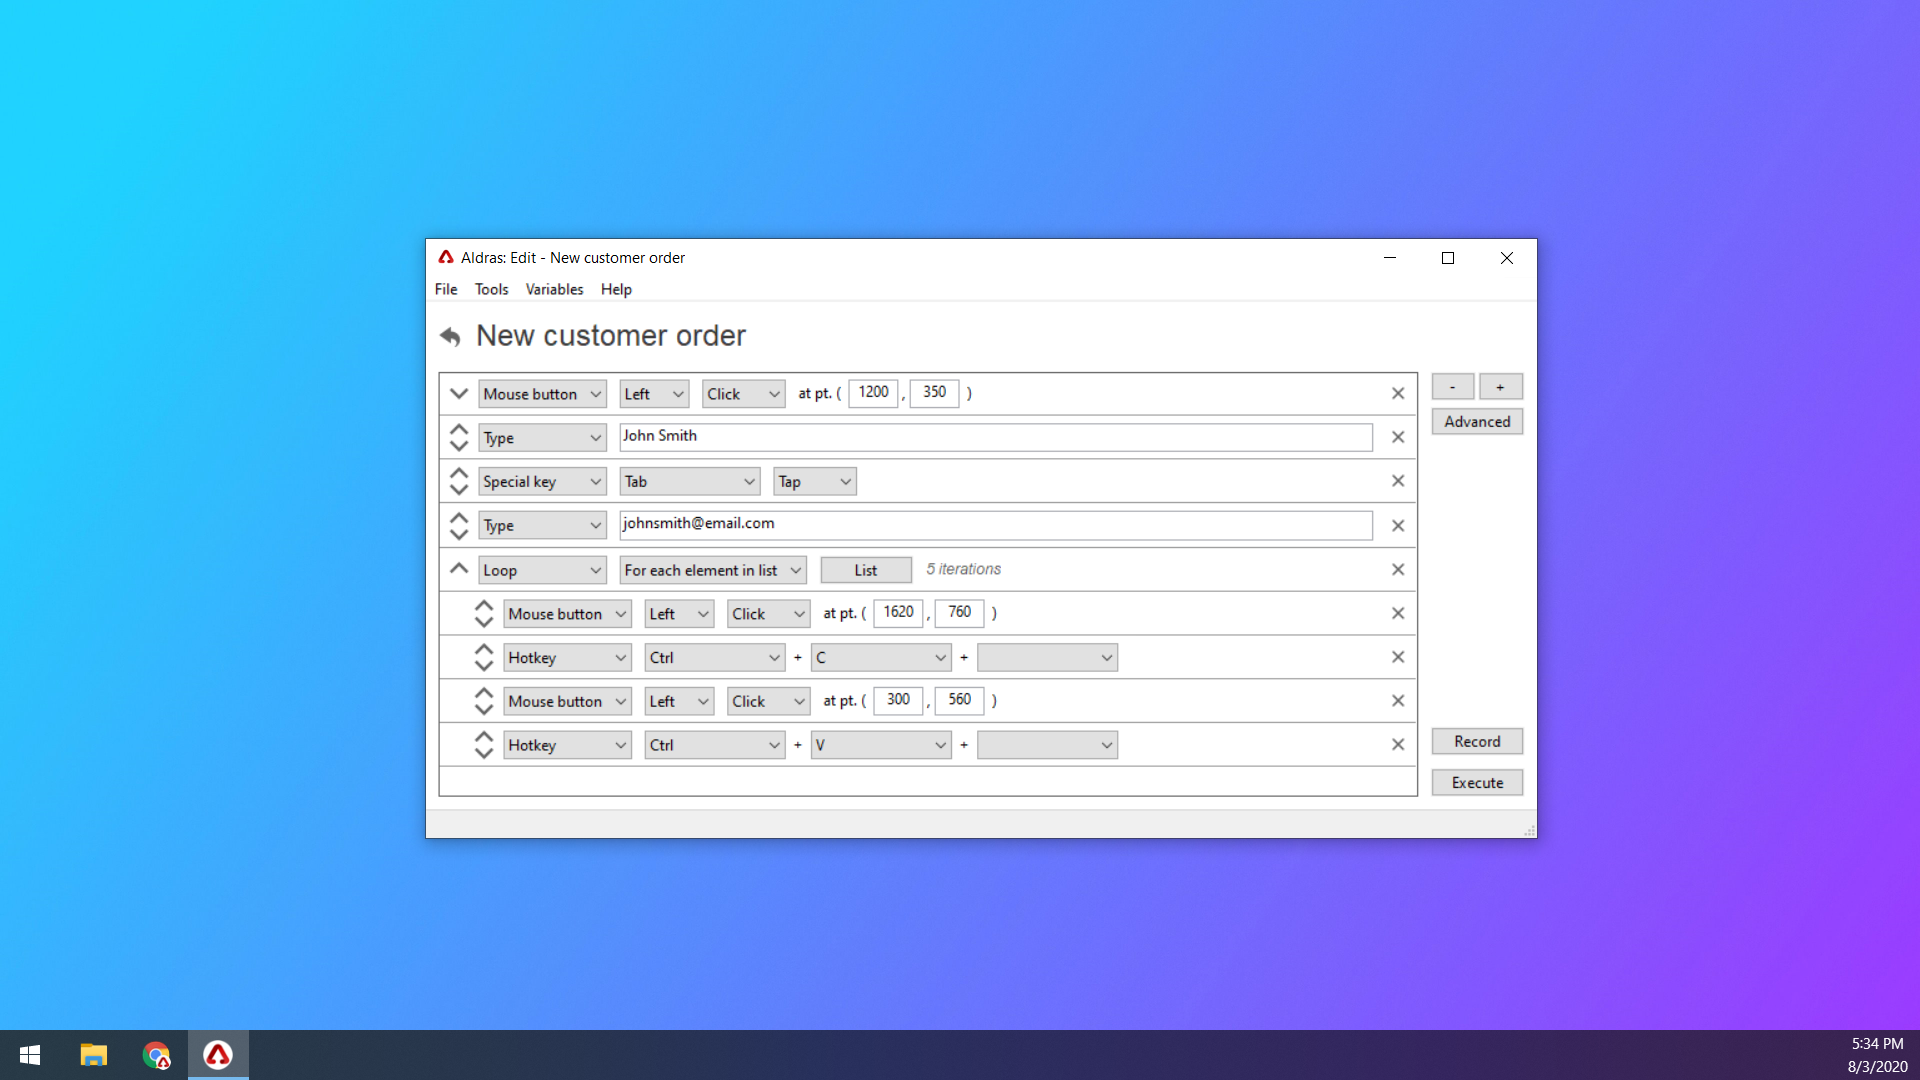 Aldras: Edit - New customer order
File Tools Variables Help
New customer order
Mouse button Left Click at pt. ( 1200 , 350 )
- +
Type John Smith
Advanced
Special key Tab Tap
Type johnsmith@email.com
Loop For each element in list List 5 iterations
Mouse button Left Click at pt. ( 1620 , 760 )
Hotkey Ctrl + C +
Mouse button Left Click at pt. ( 300 , 560 )
Hotkey Ctrl + V +
Record
Execute
5:34 PM
8/3/2020